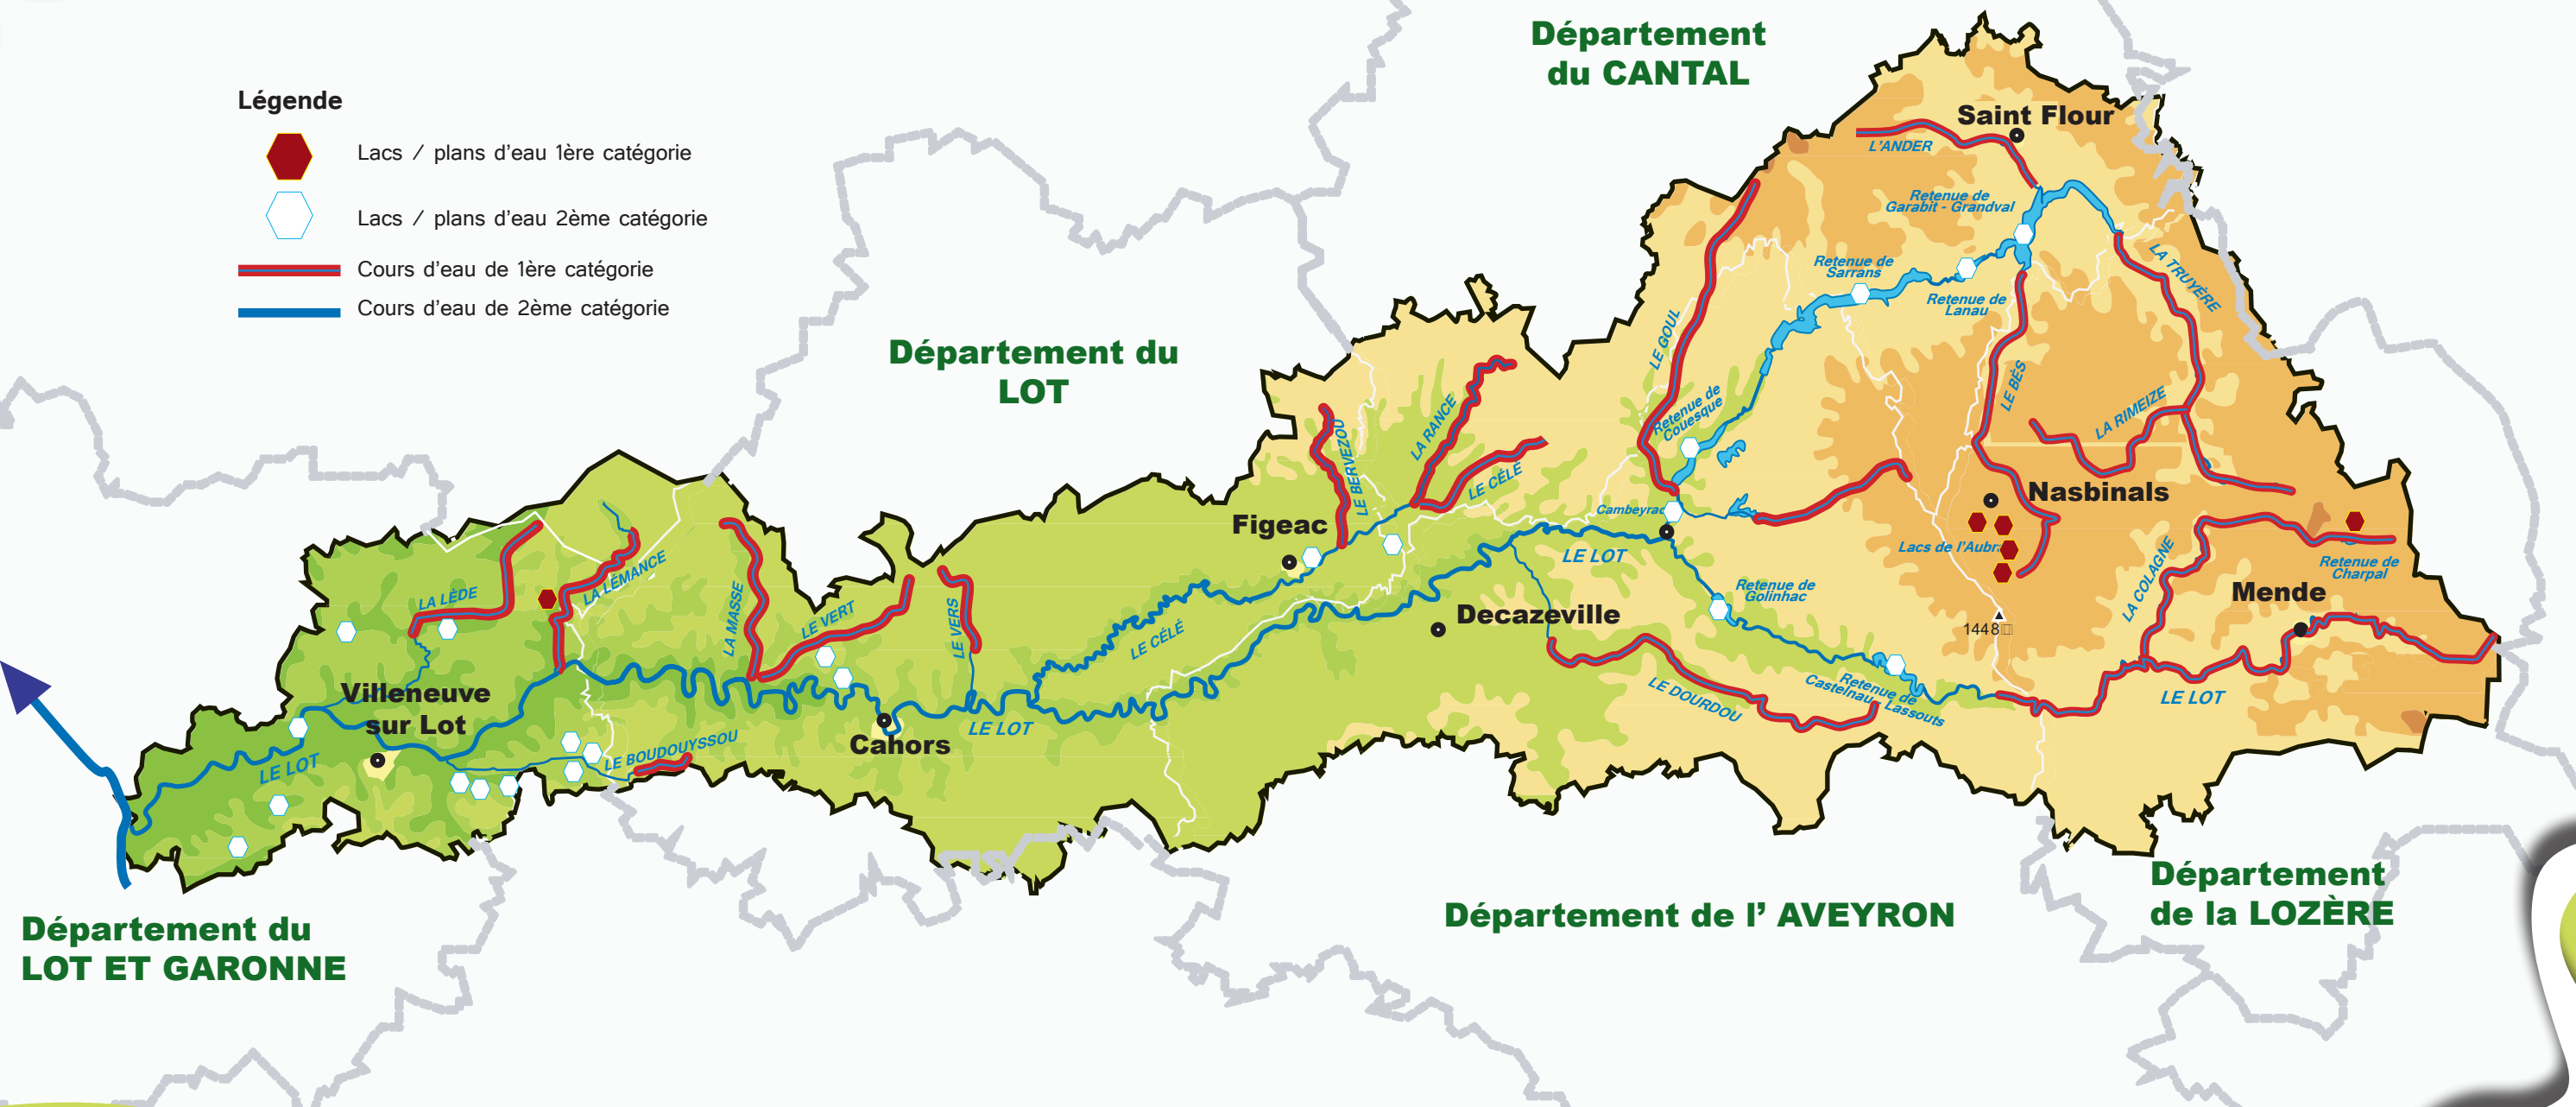 Légende
Lacs / plans d'eau 1ère catégorie
Lacs / plans d'eau 2ème catégorie
Cours d'eau de 1ère catégorie
Cours d'eau de 2ème catégorie
Département
du CANTAL
Saint Flour
L'ANDER
Retenue de
Garabit - Grandval
Retenue de
Sarrans
Retenue de
Lanau
LA TRUYÈRE
LE GOUL
Département du
LOT
LE BÈS
LA RIMEIZE
Retenue de
Couesque
LA RANCE
LE BERVEZOU
LE CÉLÉ
Nasbinals
Cambeyrac
Figeac
LE LOT
Lacs de l'Aubrac
LA COLAGNE
Retenue de
Charpal
Mende
Retenue de
Golinhac
Decazeville
1448
LA LÈDE
LA LÉMANCE
LA MASSE
LE VERT
LE VERS
LE CÉLÉ
LE DOURDOU
Retenue de
Castelnau - Lassouts
LE LOT
Villeneuve
sur Lot
LE LOT
LE BOUDOUYSSOU
Cahors
LE LOT
Département de l' AVEYRON
Département
de la LOZÈRE
Département du
LOT ET GARONNE